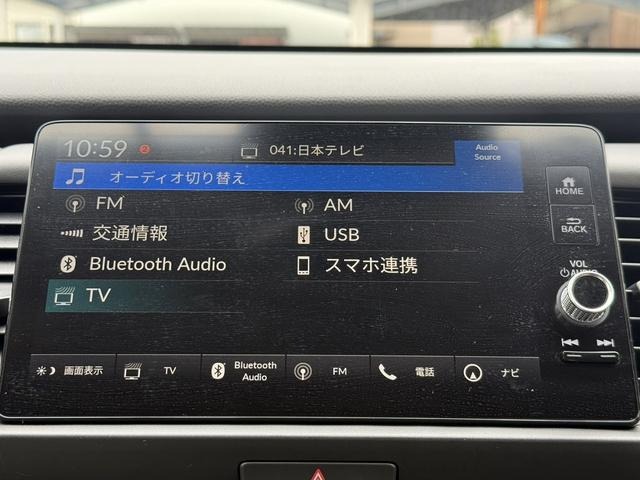 10:59 2 041:日本テレビ Audio Source
オーディオ切り替え
FM AM
交通情報 USB
Bluetooth Audio スマホ連携
TV
HOME
BACK
VOL
AUDIO
画面表示 TV Bluetooth Audio FM 電話 ナビ